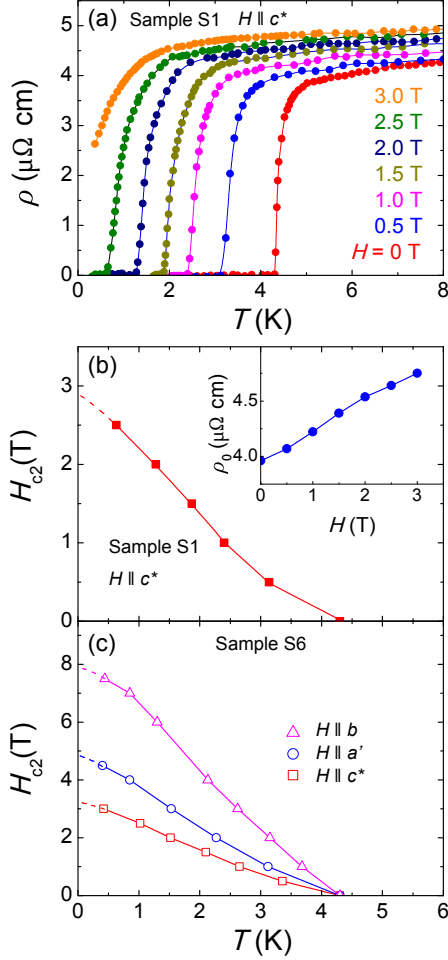 (a) Sample S1 H ∥ c*
5
4
3
2
1
0
ρ (μΩ cm)
3.0 T
2.5 T
2.0 T
1.5 T
1.0 T
0.5 T
H = 0 T
0 2 4 6 8
T (K)
(b)
3
2
1
0
H_c2 (T)
Sample S1
H ∥ c*
4.5
4.0
ρ_0 (μΩ cm)
0 1 2 3
H (T)
(c) Sample S6
8
6
4
2
0
H_c2 (T)
H ∥ b
H ∥ a'
H ∥ c*
0 1 2 3 4 5 6
T (K)